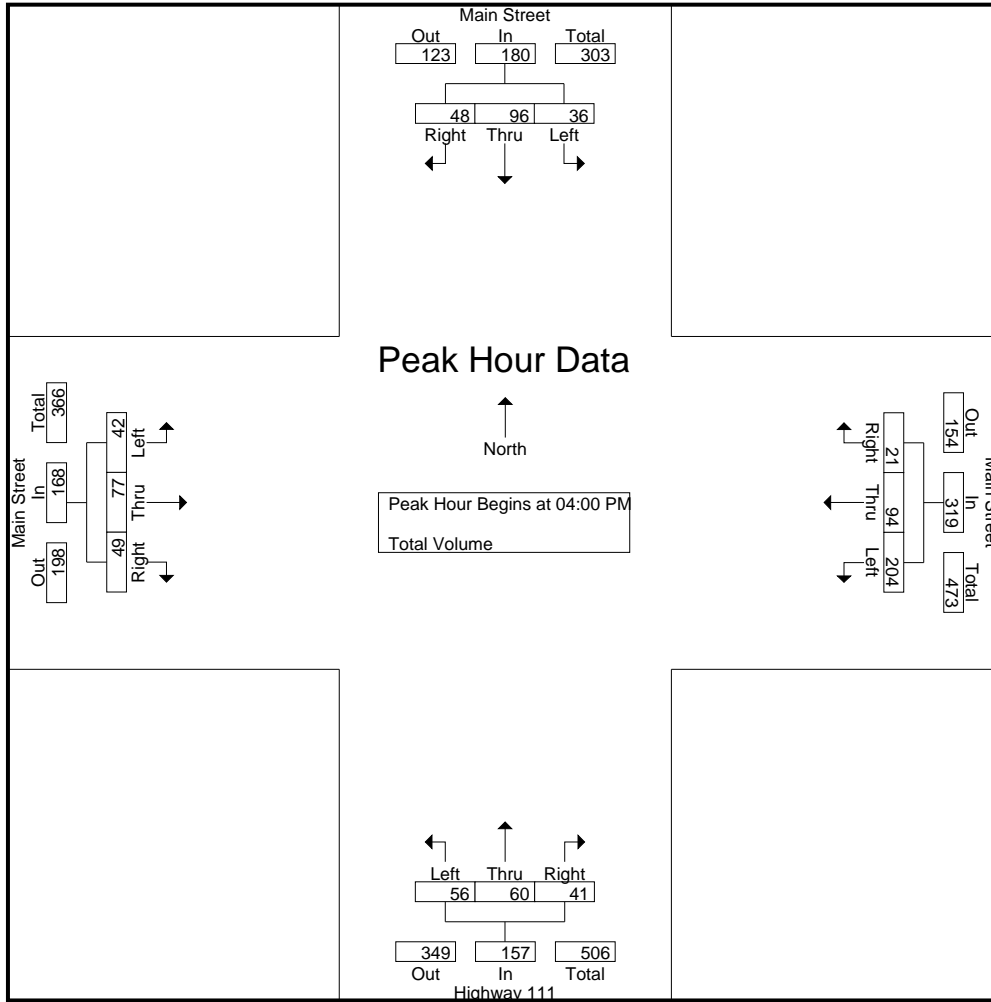 Main Street
Out In Total
123 180 303
48 96 36
Right Thru Left
Peak Hour Data
North
Peak Hour Begins at 04:00 PM
Total Volume
Main Street
Total In Out
366 168 198
42 77 49
Left Thru Right
Right Thru Left
21 94 204
154 319 473
Out In Total
Main Street
Left Thru Right
56 60 41
349 157 506
Out In Total
Highway 111